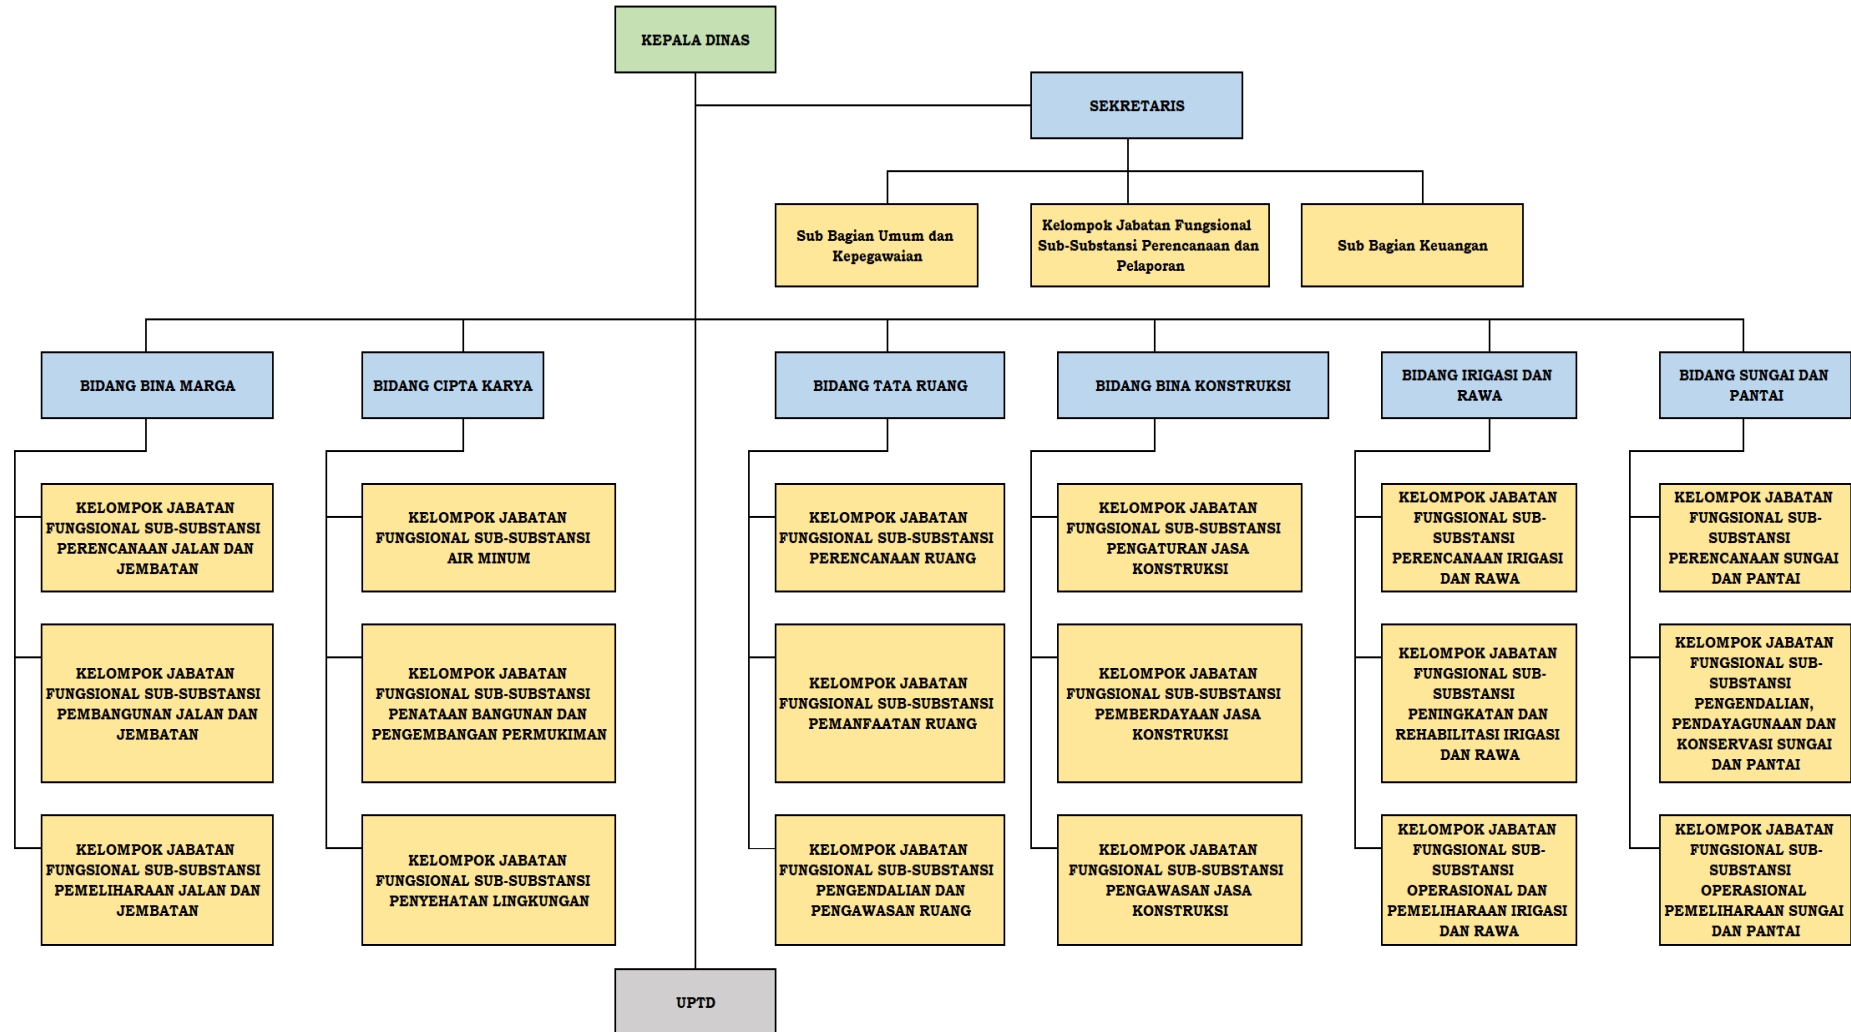 KEPALA DINAS
SEKRETARIS
Sub Bagian Umum dan
Kepegawaian
Kelompok Jabatan Fungsional
Sub-Substansi Perencanaan dan
Pelaporan
Sub Bagian Keuangan
BIDANG BINA MARGA
BIDANG CIPTA KARYA
BIDANG TATA RUANG
BIDANG BINA KONSTRUKSI
BIDANG IRIGASI DAN
RAWA
BIDANG SUNGAI DAN
PANTAI
KELOMPOK JABATAN
FUNGSIONAL SUB-SUBSTANSI
PERENCANAAN JALAN DAN
JEMBATAN
KELOMPOK JABATAN
FUNGSIONAL SUB-SUBSTANSI
AIR MINUM
KELOMPOK JABATAN
FUNGSIONAL SUB-SUBSTANSI
PERENCANAAN RUANG
KELOMPOK JABATAN
FUNGSIONAL SUB-SUBSTANSI
PENGATURAN JASA
KONSTRUKSI
KELOMPOK JABATAN
FUNGSIONAL SUB-
SUBSTANSI
PERENCANAAN IRIGASI
DAN RAWA
KELOMPOK JABATAN
FUNGSIONAL SUB-
SUBSTANSI
PERENCANAAN SUNGAI
DAN PANTAI
KELOMPOK JABATAN
FUNGSIONAL SUB-SUBSTANSI
PEMBANGUNAN JALAN DAN
JEMBATAN
KELOMPOK JABATAN
FUNGSIONAL SUB-SUBSTANSI
PENATAAN BANGUNAN DAN
PENGEMBANGAN PERMUKIMAN
KELOMPOK JABATAN
FUNGSIONAL SUB-SUBSTANSI
PEMANFAATAN RUANG
KELOMPOK JABATAN
FUNGSIONAL SUB-SUBSTANSI
PEMBERDAYAAN JASA
KONSTRUKSI
KELOMPOK JABATAN
FUNGSIONAL SUB-
SUBSTANSI
PENINGKATAN DAN
REHABILITASI IRIGASI
DAN RAWA
KELOMPOK JABATAN
FUNGSIONAL SUB-
SUBSTANSI
PENGENDALIAN,
PENDAYAGUNAAN DAN
KONSERVASI SUNGAI
DAN PANTAI
KELOMPOK JABATAN
FUNGSIONAL SUB-SUBSTANSI
PEMELIHARAAN JALAN DAN
JEMBATAN
KELOMPOK JABATAN
FUNGSIONAL SUB-SUBSTANSI
PENYEHATAN LINGKUNGAN
KELOMPOK JABATAN
FUNGSIONAL SUB-SUBSTANSI
PENGENDALIAN DAN
PENGAWASAN RUANG
KELOMPOK JABATAN
FUNGSIONAL SUB-SUBSTANSI
PENGAWASAN JASA
KONSTRUKSI
KELOMPOK JABATAN
FUNGSIONAL SUB-
SUBSTANSI
OPERASIONAL DAN
PEMELIHARAAN IRIGASI
DAN RAWA
KELOMPOK JABATAN
FUNGSIONAL SUB-
SUBSTANSI
OPERASIONAL
PEMELIHARAAN SUNGAI
DAN PANTAI
UPTD